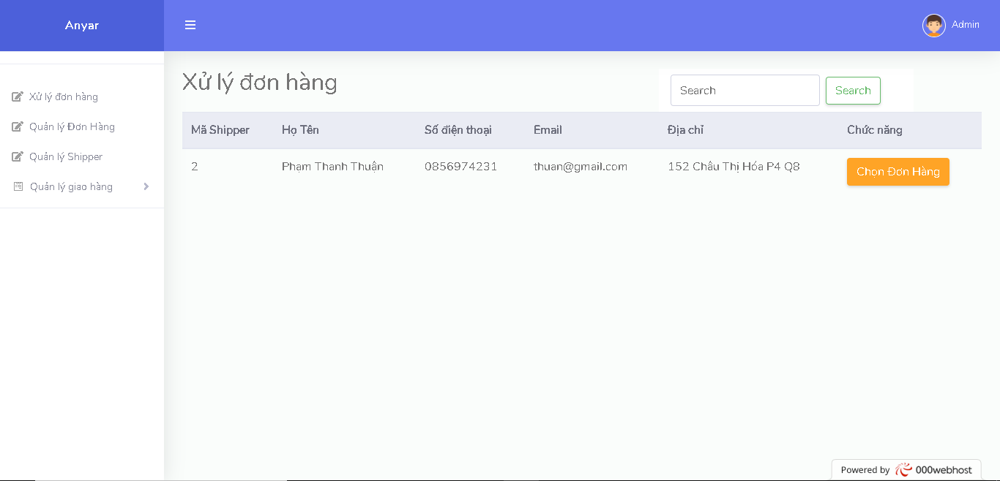 Anyar
Admin
Xử lý đơn hàng
Quản lý Đơn Hàng
Quản lý Shipper
Quản lý giao hàng
Xử lý đơn hàng
Search Search
Mã Shipper Họ Tên Số điện thoại Email Địa chỉ Chức năng
2 Phạm Thanh Thuận 0856974231 thuan@gmail.com 152 Châu Thị Hóa P4 Q8 Chọn Đơn Hàng
Powered by 000webhost